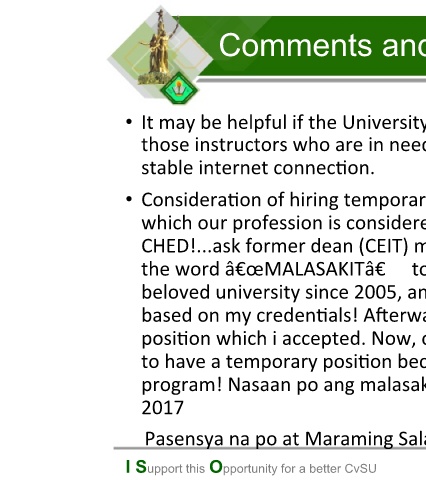 Comments and
• It may be helpful if the University
those instructors who are in need
stable internet connection.
• Consideration of hiring temporar
which our profession is considere
CHED!...ask former dean (CEIT) m
the word â€œMALASAKITâ€ to
beloved university since 2005, an
based on my credentials! Afterwa
position which i accepted. Now, o
to have a temporary position bec
program! Nasaan po ang malasak
2017
Pasensya na po at Maraming Sala
I Support this Opportunity for a better CvSU